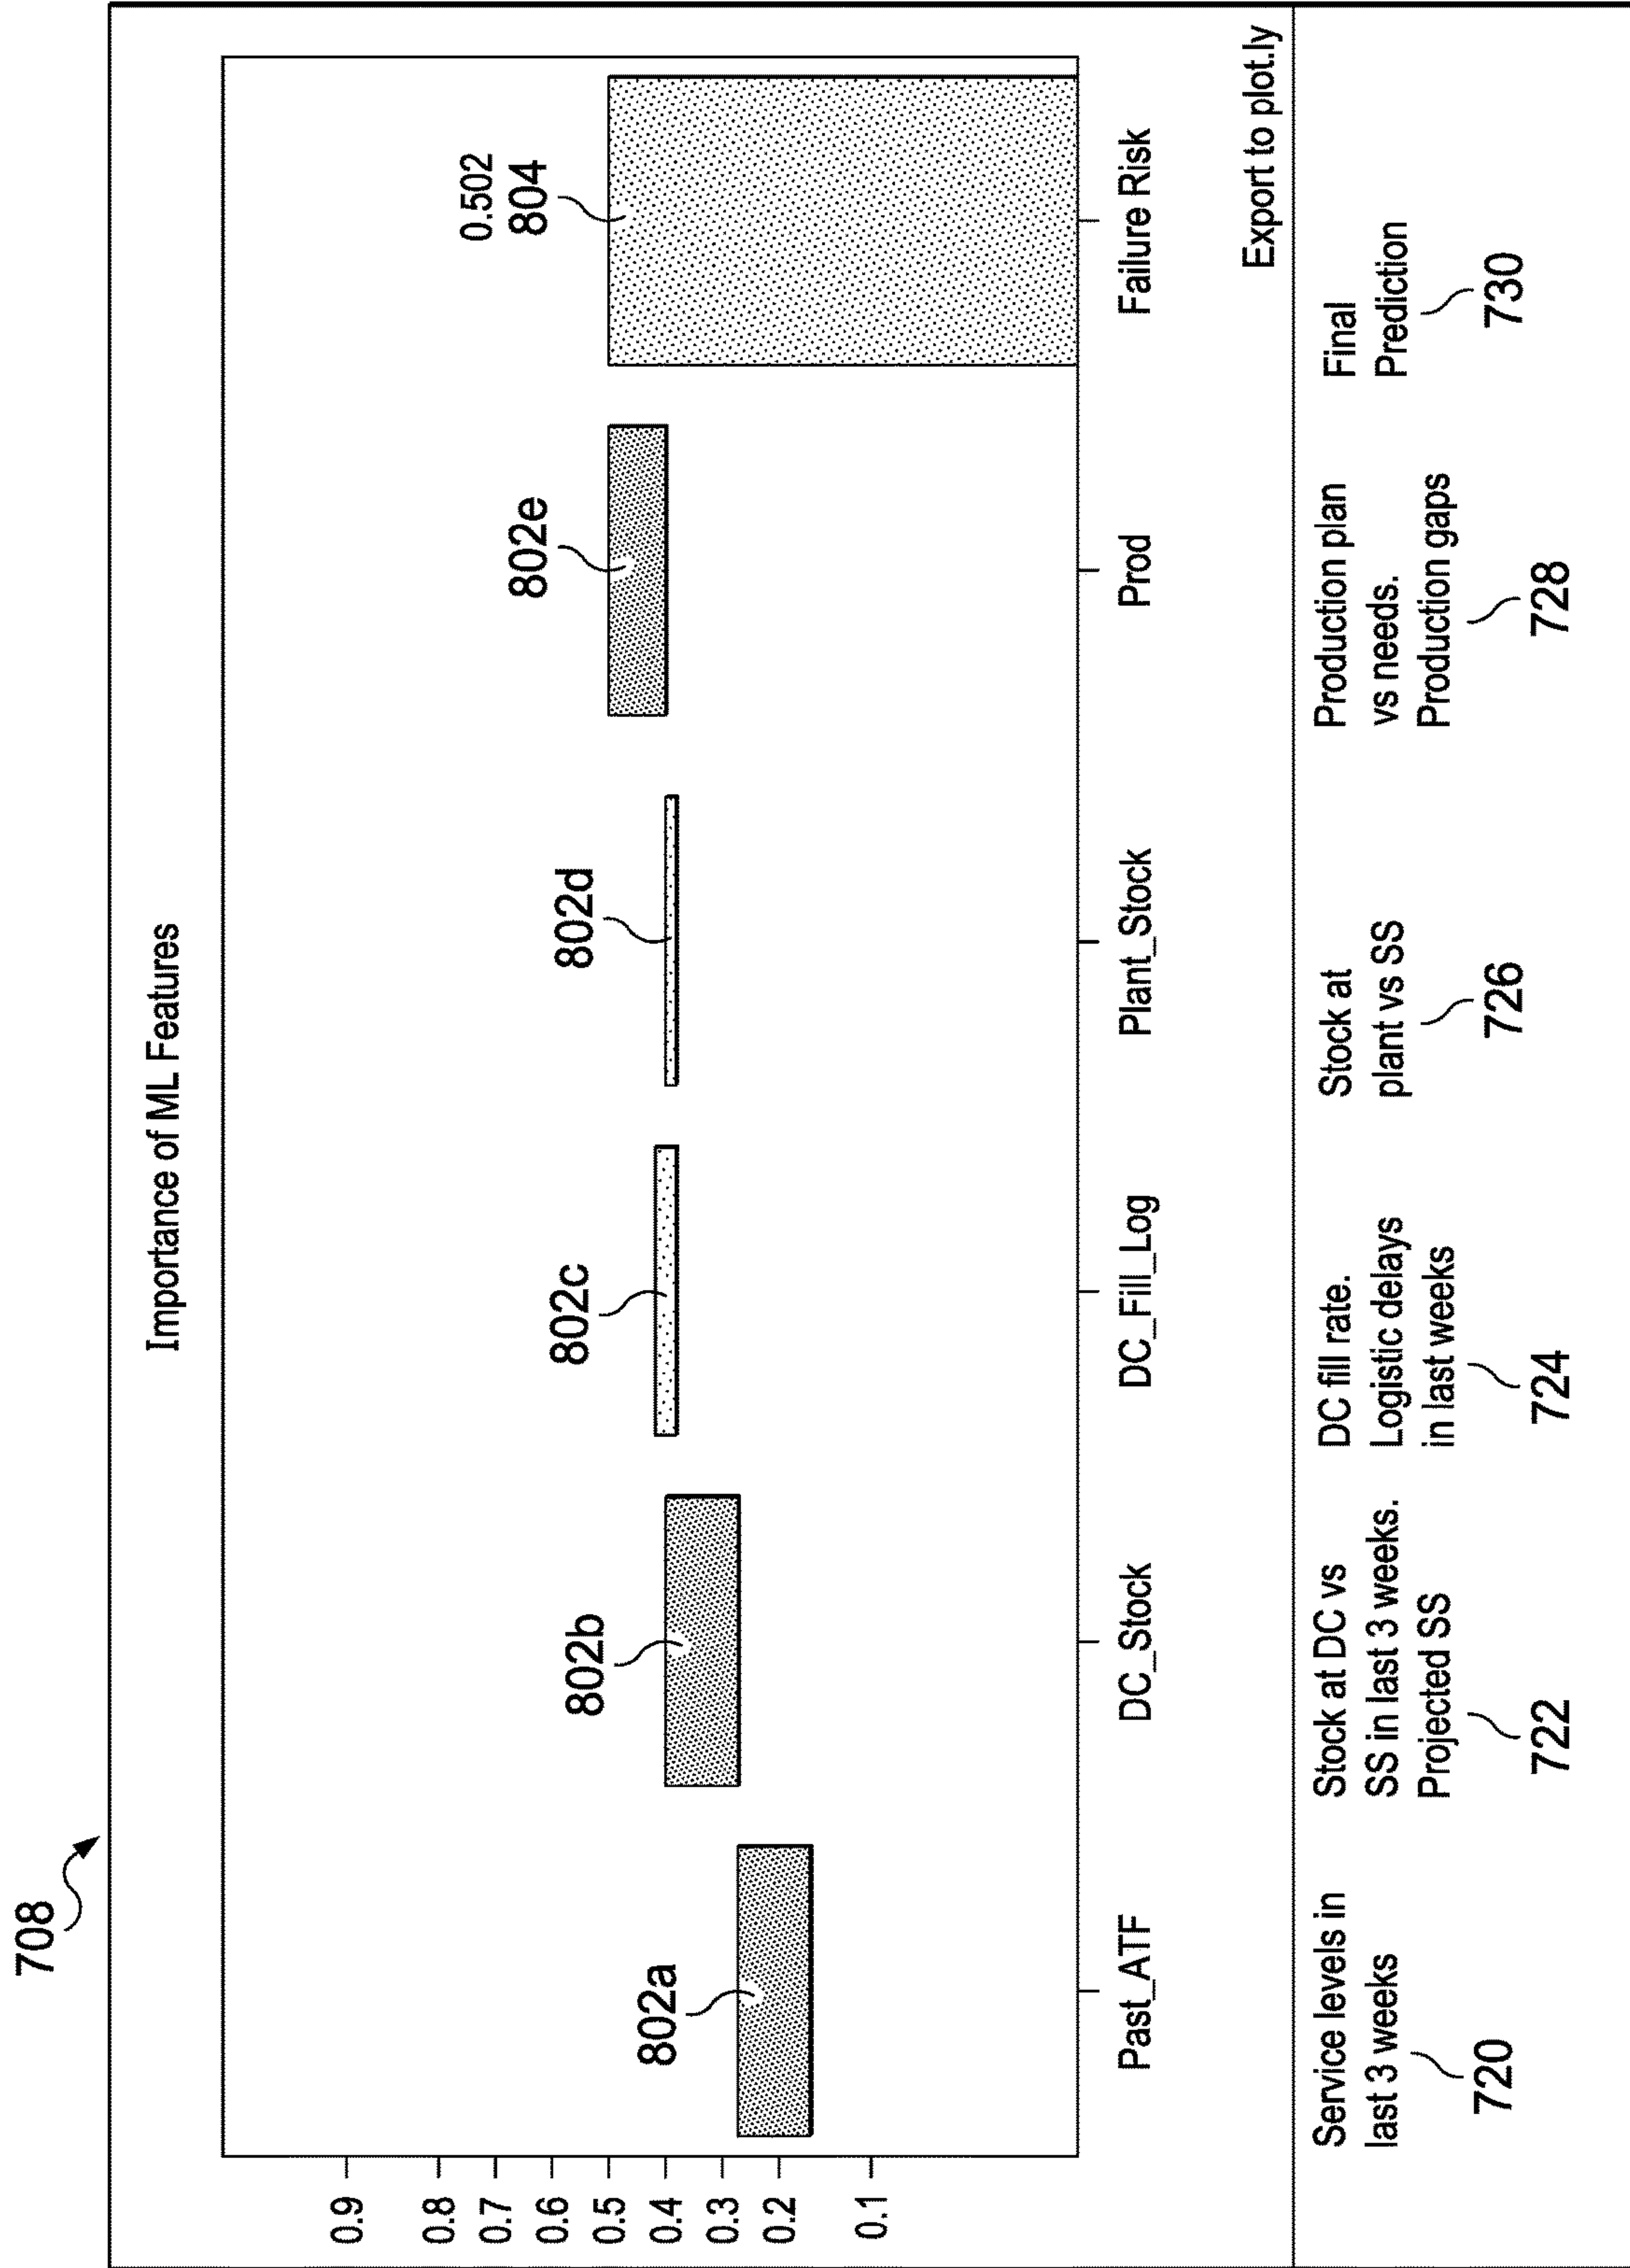 708
Importance of ML Features
0.9
0.8
0.7
0.6
0.5
0.4
0.3
0.2
0.1
802a
802b
802c
802d
802e
0.502
804
Past_ATF
DC_Stock
DC_Fill_Log
Plant_Stock
Prod
Failure Risk
Export to plot.ly
Service levels in
last 3 weeks
720
Stock at DC vs
SS in last 3 weeks.
Projected SS
722
DC fill rate.
Logistic delays
in last weeks
724
Stock at
plant vs SS
726
Production plan
vs needs.
Production gaps
728
Final
Prediction
730